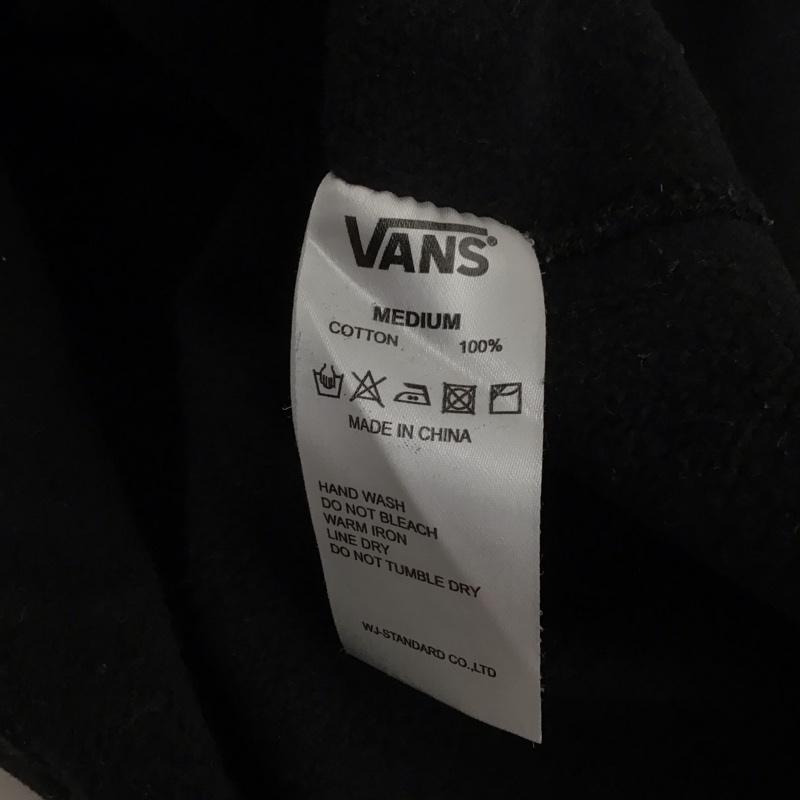 VANS®
MEDIUM
COTTON 100%
MADE IN CHINA
HAND WASH
DO NOT BLEACH
WARM IRON
LINE DRY
DO NOT TUMBLE DRY
WJ-STANDARD CO.,LTD